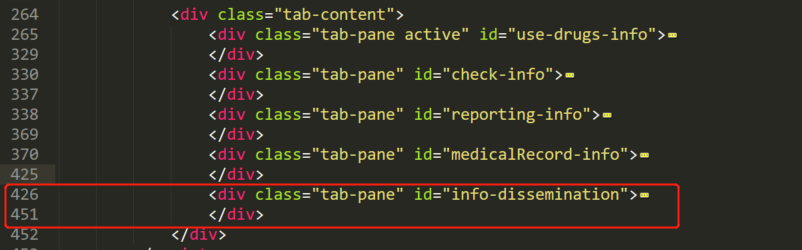 264 <div class="tab-content">
265 <div class="tab-pane active" id="use-drugs-info">
329 </div>
330 <div class="tab-pane" id="check-info">
337 </div>
338 <div class="tab-pane" id="reporting-info">
369 </div>
370 <div class="tab-pane" id="medicalRecord-info">
425 </div>
426 <div class="tab-pane" id="info-dissemination">
451 </div>
452 </div>